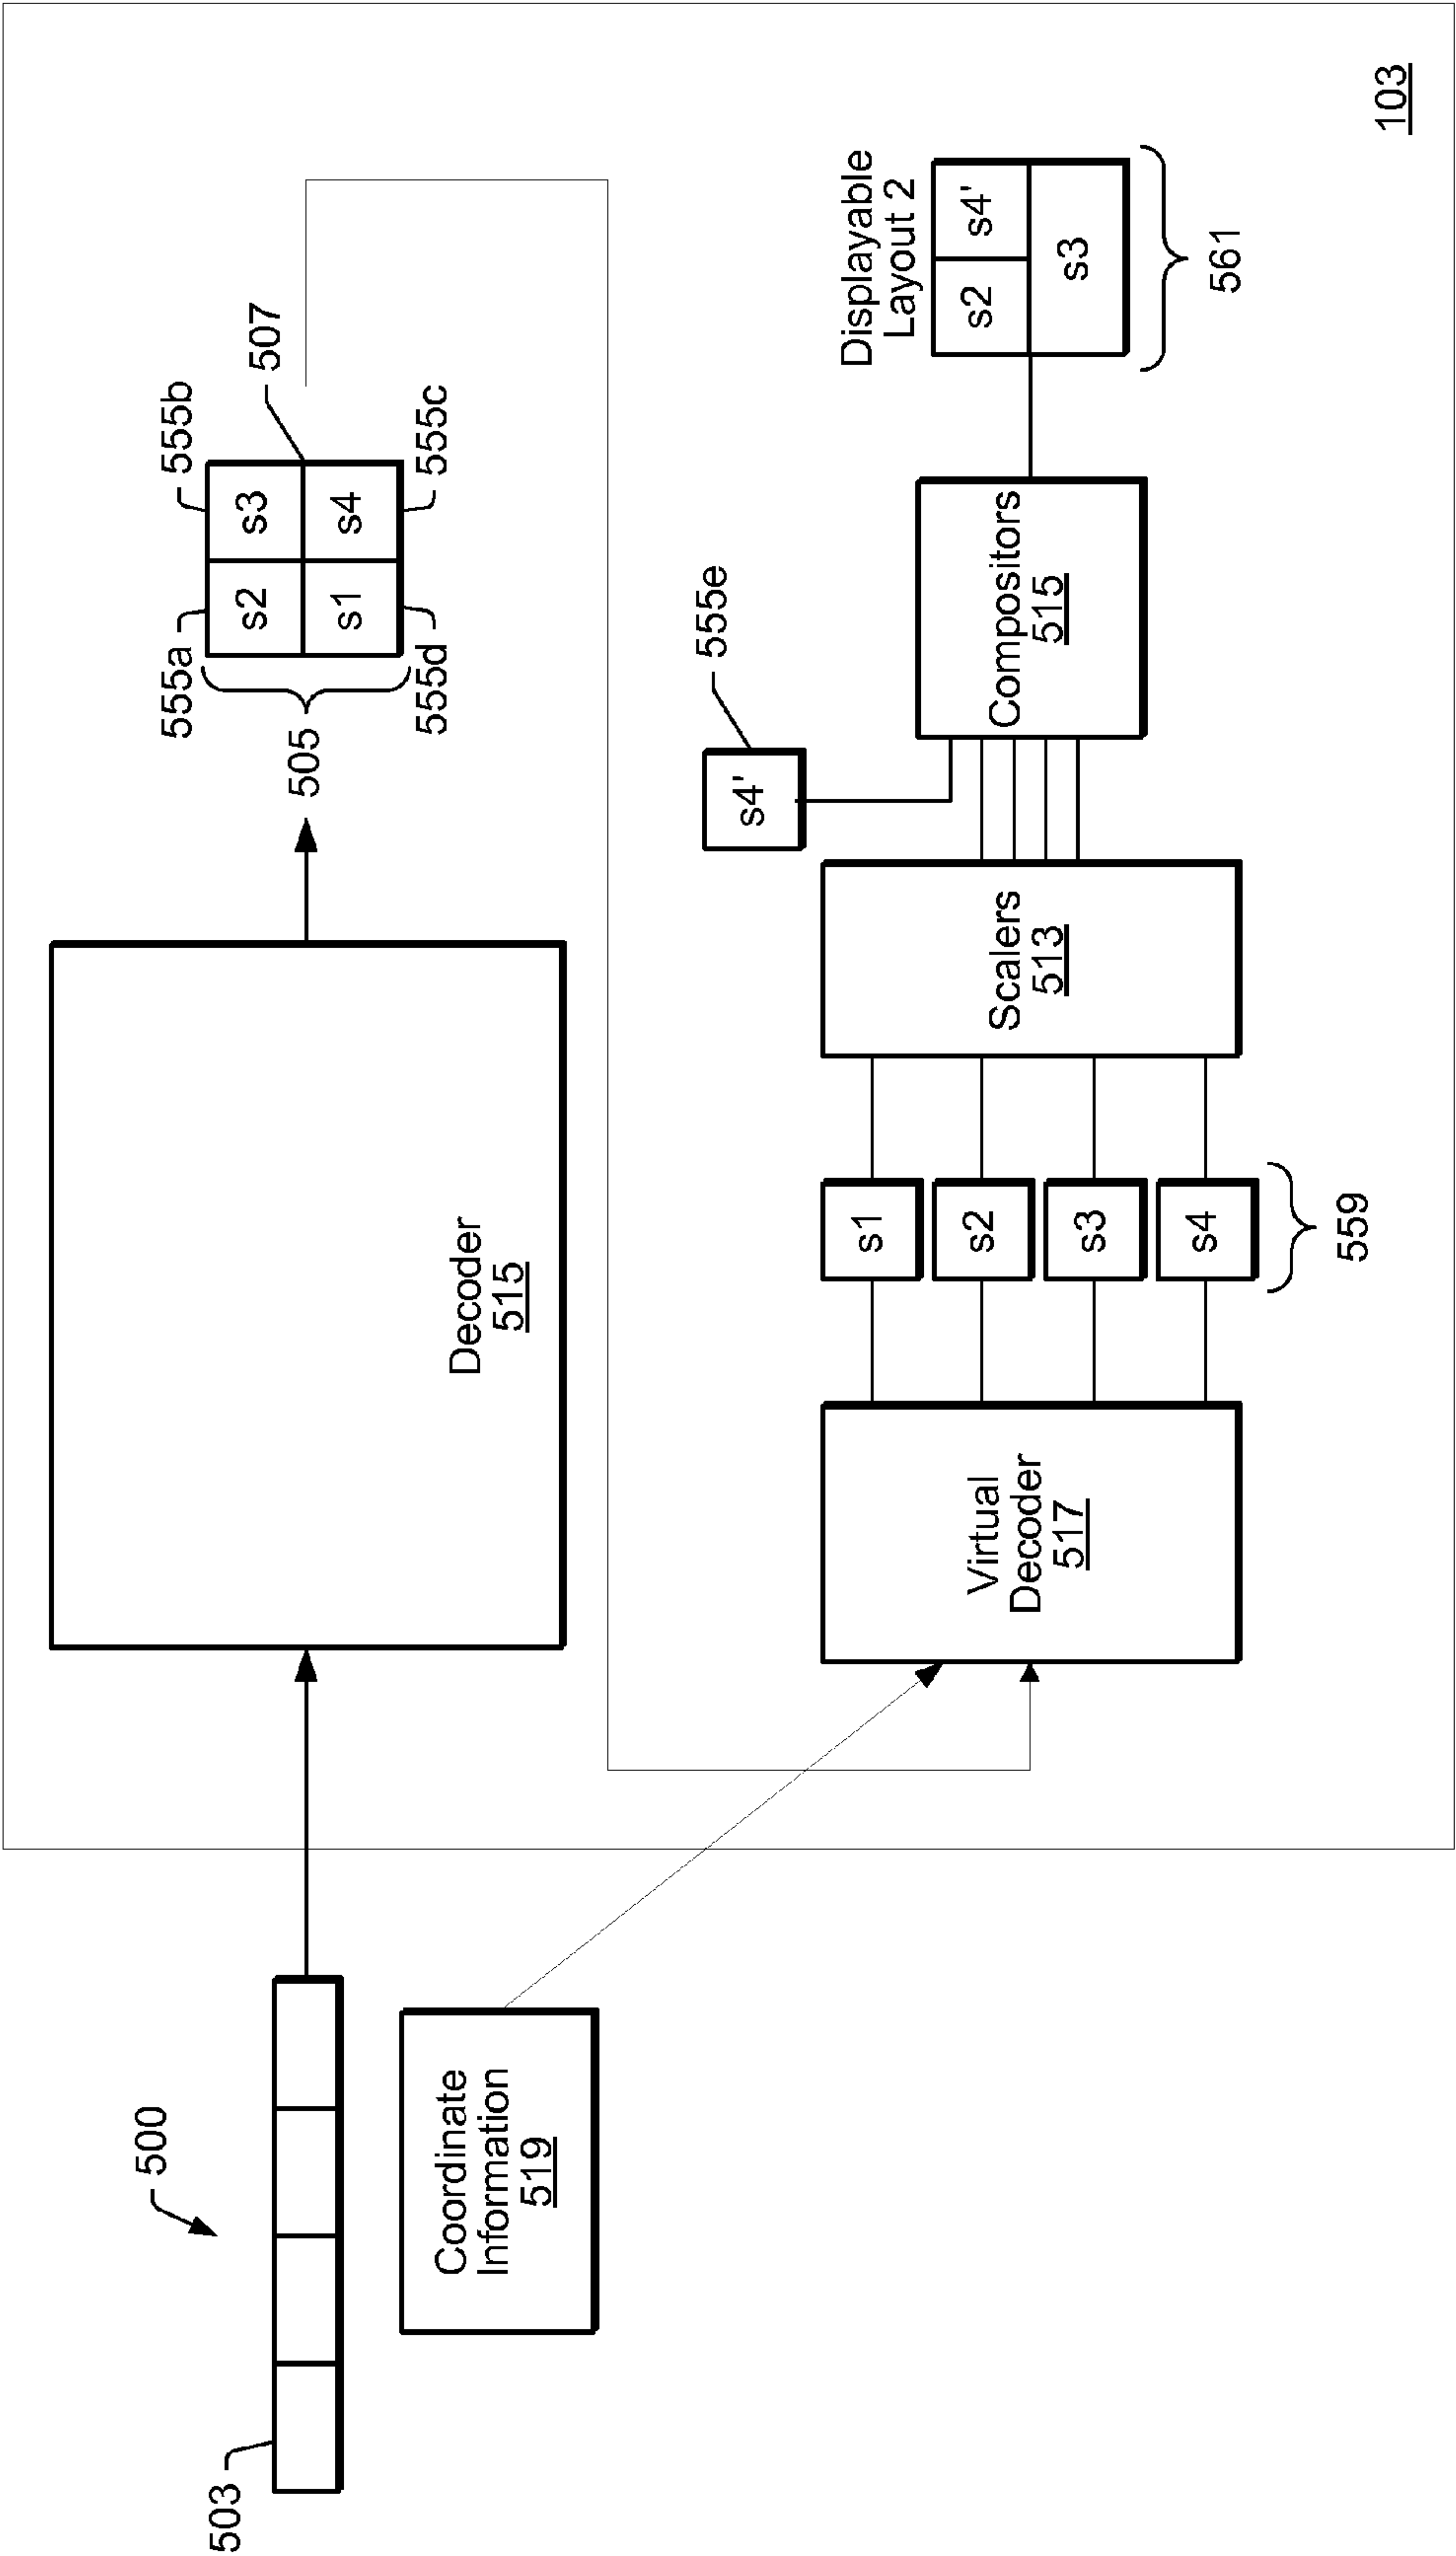 500
503
Coordinate
Information
519
Decoder
515
505
555a
555b
s2
s3
s1
s4
507
555d
555c
Virtual
Decoder
517
s1
s2
s3
s4
559
Scalers
513
s4'
555e
Compositors
515
Displayable
Layout 2
s2
s4'
s3
561
103